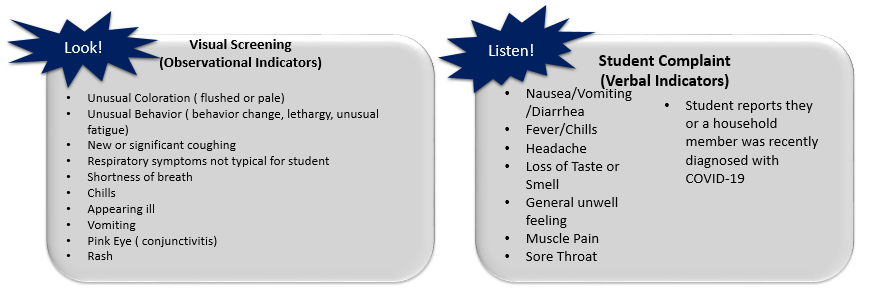 Look!
Visual Screening
(Observational Indicators)
• Unusual Coloration ( flushed or pale)
• Unusual Behavior ( behavior change, lethargy, unusual
fatigue)
• New or significant coughing
• Respiratory symptoms not typical for student
• Shortness of breath
• Chills
• Appearing ill
• Vomiting
• Pink Eye ( conjunctivitis)
• Rash
Listen!
Student Complaint
(Verbal Indicators)
• Nausea/Vomiting
/Diarrhea
• Fever/Chills
• Headache
• Loss of Taste or
Smell
• General unwell
feeling
• Muscle Pain
• Sore Throat
• Student reports they
or a household
member was recently
diagnosed with
COVID-19